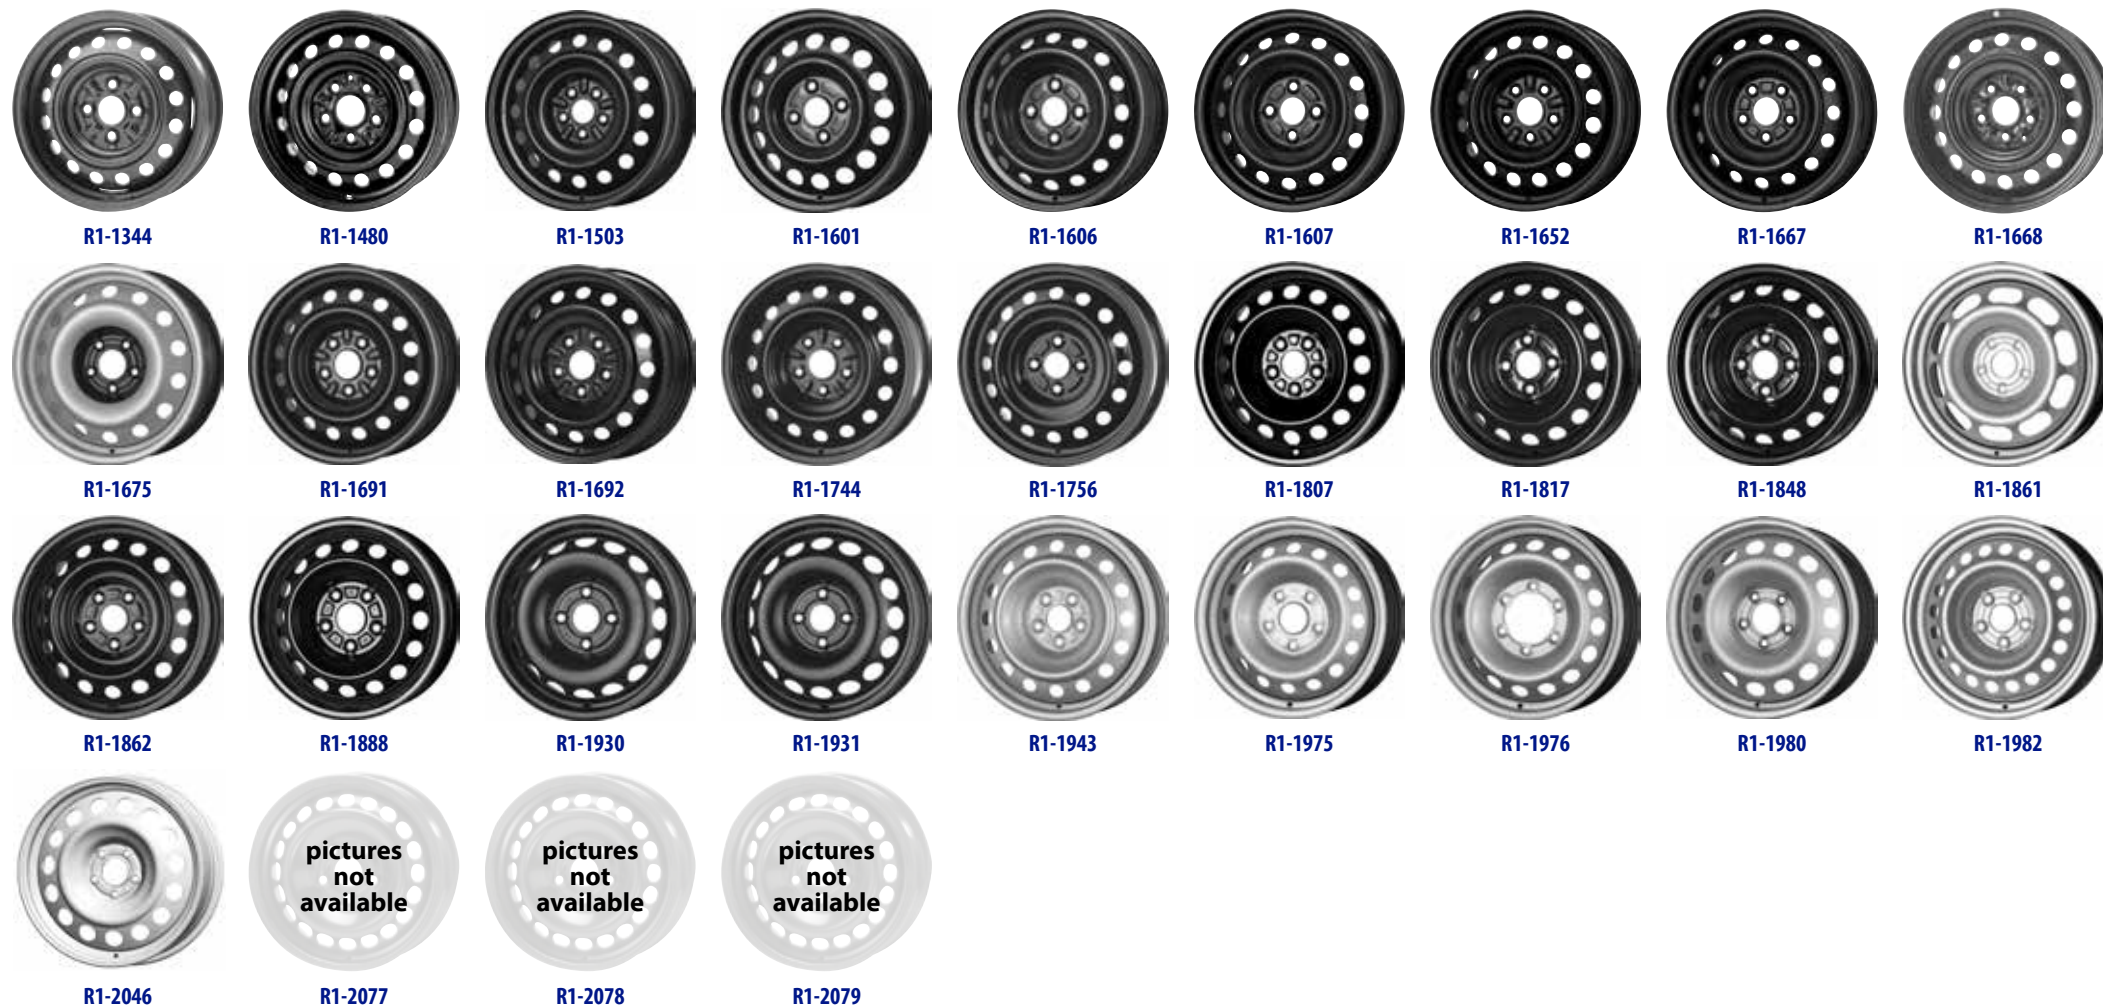 R1-1344
R1-1480
R1-1503
R1-1601
R1-1606
R1-1607
R1-1652
R1-1667
R1-1668
R1-1675
R1-1691
R1-1692
R1-1744
R1-1756
R1-1807
R1-1817
R1-1848
R1-1861
R1-1862
R1-1888
R1-1930
R1-1931
R1-1943
R1-1975
R1-1976
R1-1980
R1-1982
R1-2046
pictures
not
available
R1-2077
pictures
not
available
R1-2078
pictures
not
available
R1-2079